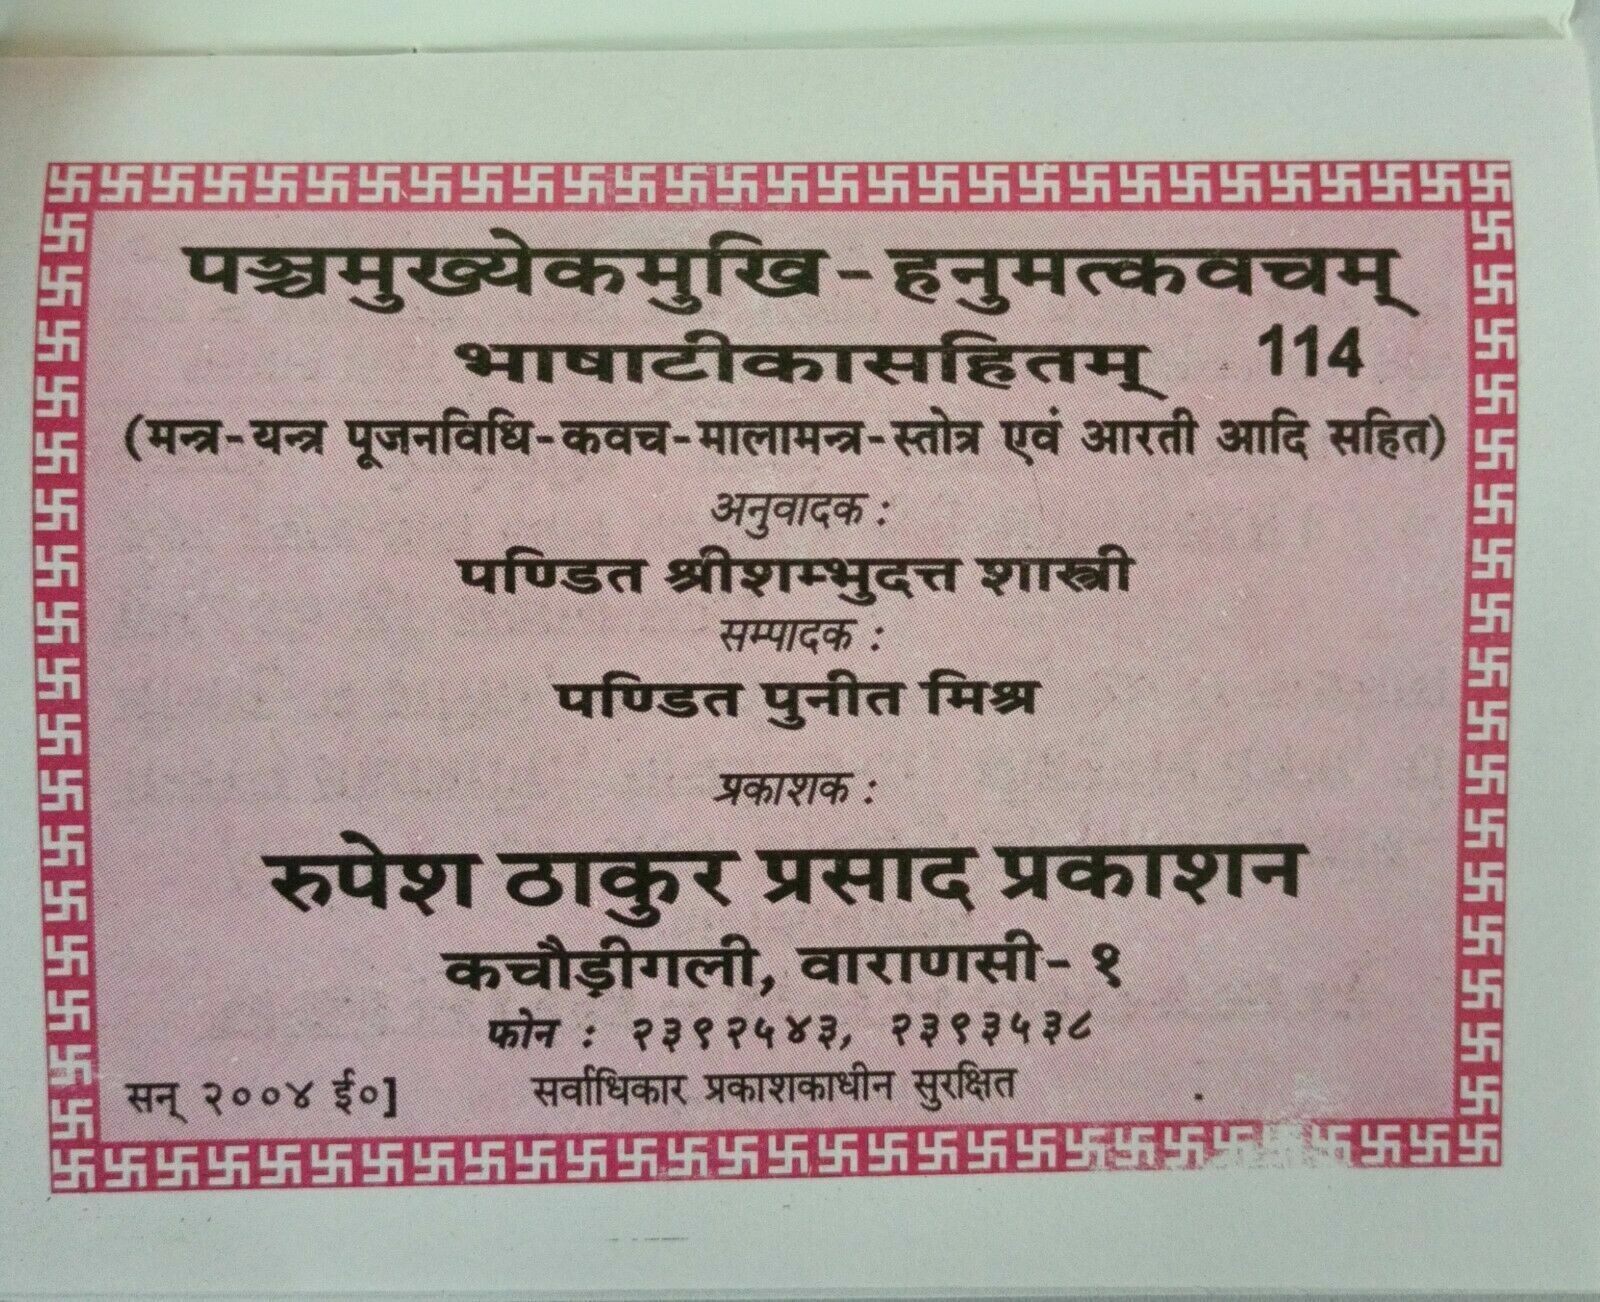 पञ्चमुख्येकमुखि-हनुमत्कवचम्
भाषाटीकासहितम् 114
(मन्त्र-यन्त्र पूजनविधि-कवच-मालामन्त्र-स्तोत्र एवं आरती आदि सहित)
अनुवादक :
पण्डित श्रीशम्भुदत्त शास्त्री
सम्पादक :
पण्डित पुनीत मिश्र
प्रकाशक :
रुपेश ठाकुर प्रसाद प्रकाशन
कचौड़ीगली, वाराणसी- १
फोन : २३९२५४३, २३९३५३८
सन् २००४ ई०] सर्वाधिकार प्रकाशकाधीन सुरक्षित